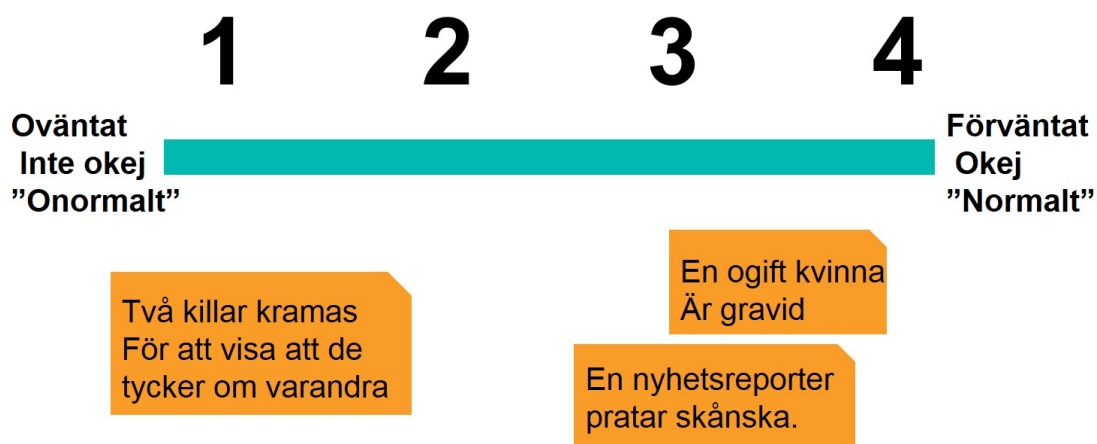 1 2 3 4
Oväntat
Inte okej
”Onormalt”
Förväntat
Okej
”Normalt”
Två killar kramas
För att visa att de
tycker om varandra
En ogift kvinna
Är gravid
En nyhetsreporter
pratar skånska.